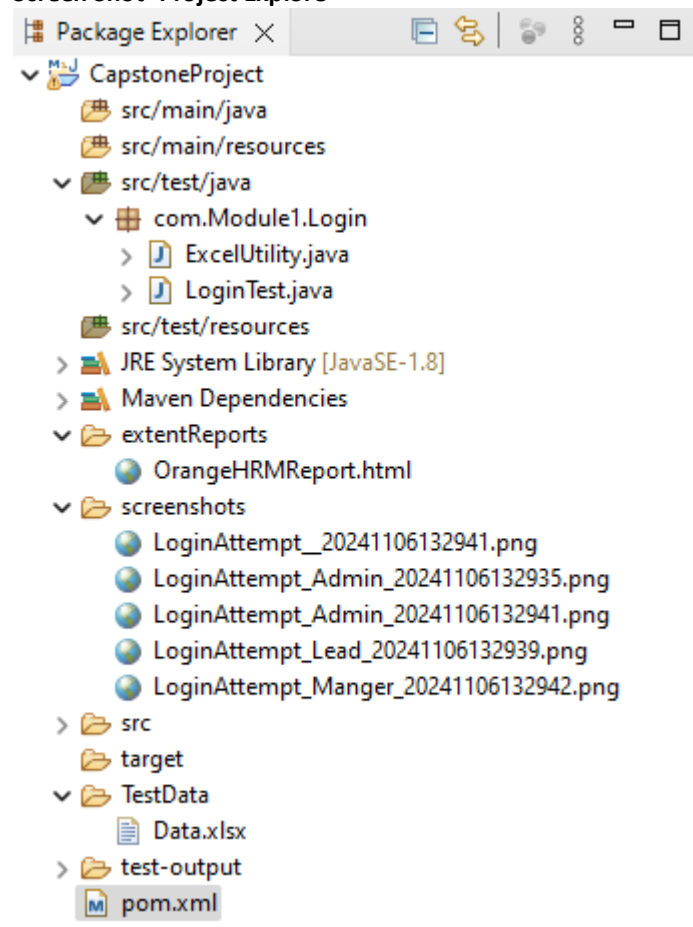 Package Explorer
CapstoneProject
src/main/java
src/main/resources
src/test/java
com.Module1.Login
ExcelUtility.java
LoginTest.java
src/test/resources
JRE System Library [JavaSE-1.8]
Maven Dependencies
extentReports
OrangeHRMReport.html
screenshots
LoginAttempt__20241106132941.png
LoginAttempt_Admin_20241106132935.png
LoginAttempt_Admin_20241106132941.png
LoginAttempt_Lead_20241106132939.png
LoginAttempt_Manger_20241106132942.png
src
target
TestData
Data.xlsx
test-output
pom.xml